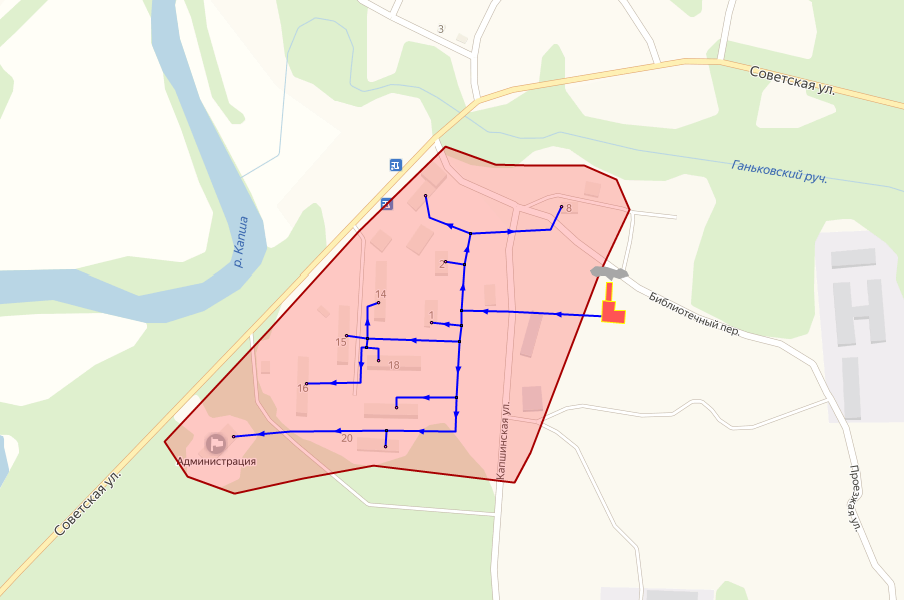 3
Советская ул.
Ганьковский руч.
8
р. Капша
2
14
Библиотечный пер.
1
15
18
16
Капшинская ул.
20
Администрация
Советская ул.
Проезжая ул.